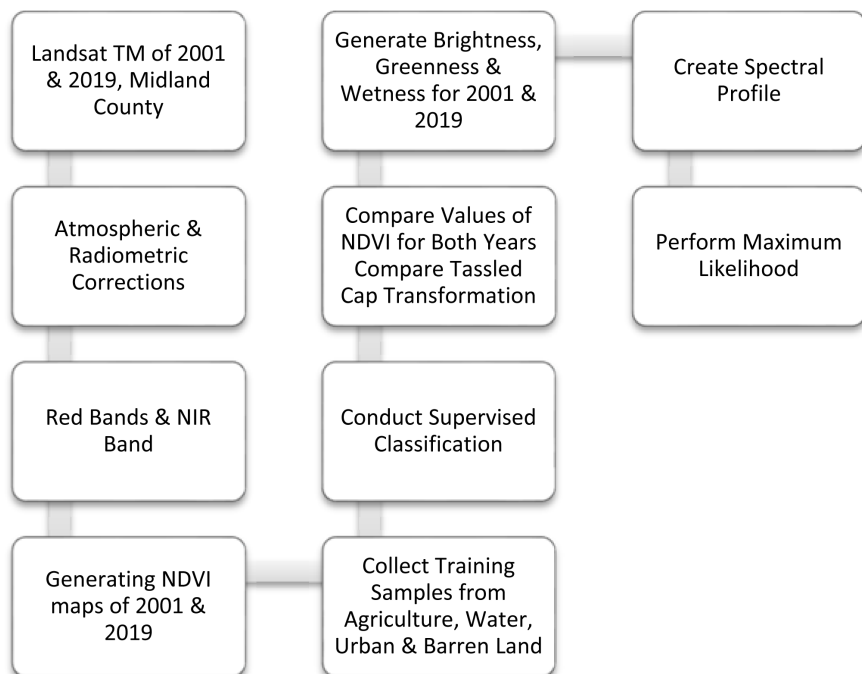 Landsat TM of 2001
& 2019, Midland
County
Atmospheric &
Radiometric
Corrections
Red Bands & NIR
Band
Generating NDVI
maps of 2001 &
2019
Collect Training
Samples from
Agriculture, Water,
Urban & Barren Land
Conduct Supervised
Classification
Compare Values of
NDVI for Both Years
Compare Tassled
Cap Transformation
Generate Brightness,
Greenness &
Wetness for 2001 &
2019
Create Spectral
Profile
Perform Maximum
Likelihood